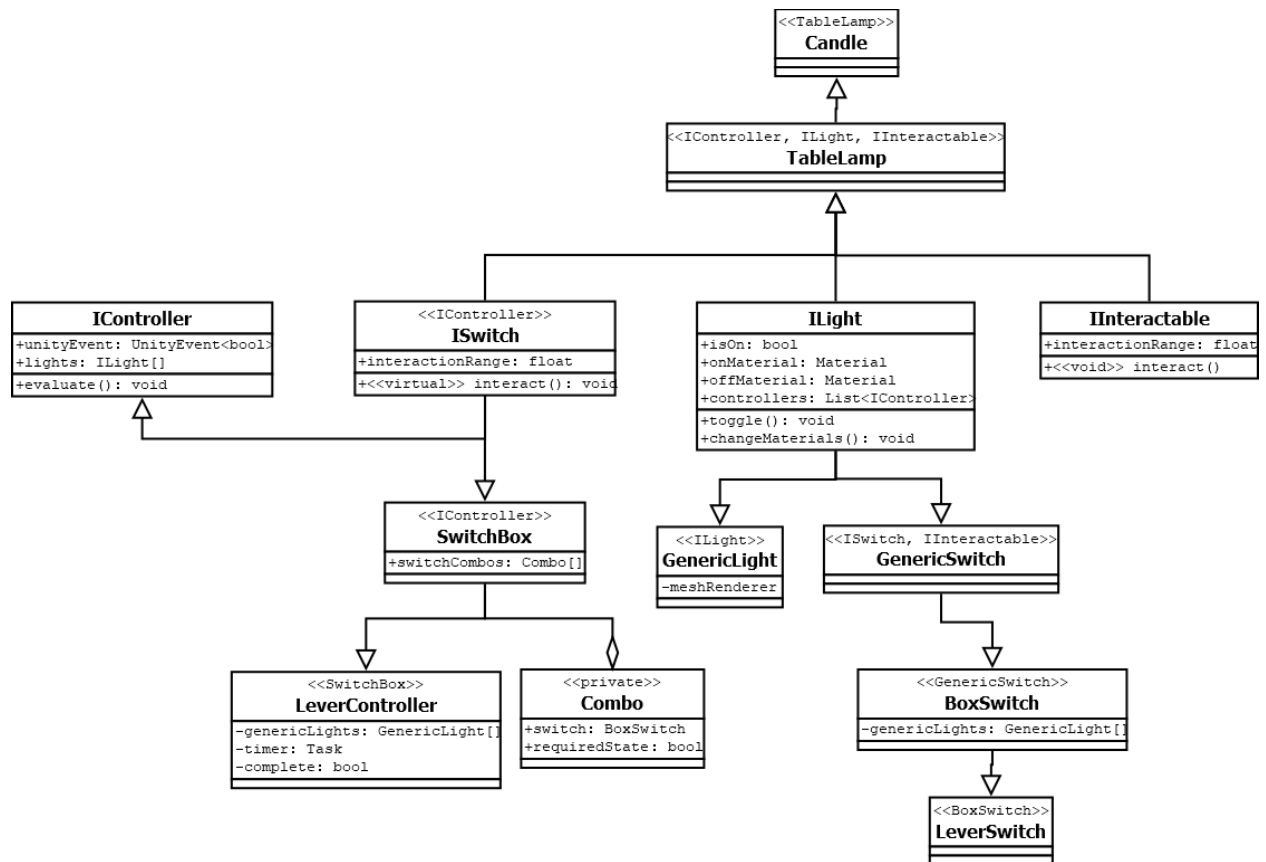 <<TableLamp>>
Candle
<<IController, ILight, IInteractable>>
TableLamp
IController
+unityEvent: UnityEvent<bool>
+lights: ILight[]
+evaluate(): void
<<IController>>
ISwitch
+interactionRange: float
+<<virtual>> interact(): void
ILight
+isOn: bool
+onMaterial: Material
+offMaterial: Material
+controllers: List<IController>
+toggle(): void
+changeMaterials(): void
IInteractable
+interactionRange: float
+<<void>> interact()
<<IController>>
SwitchBox
+switchCombos: Combo[]
<<ILight>>
GenericLight
-meshRenderer
<<ISwitch, IInteractable>>
GenericSwitch
<<SwitchBox>>
LeverController
-genericLights: GenericLight[]
-timer: Task
-complete: bool
<<private>>
Combo
+switch: BoxSwitch
+requiredState: bool
<<GenericSwitch>>
BoxSwitch
-genericLights: GenericLight[]
<<BoxSwitch>>
LeverSwitch